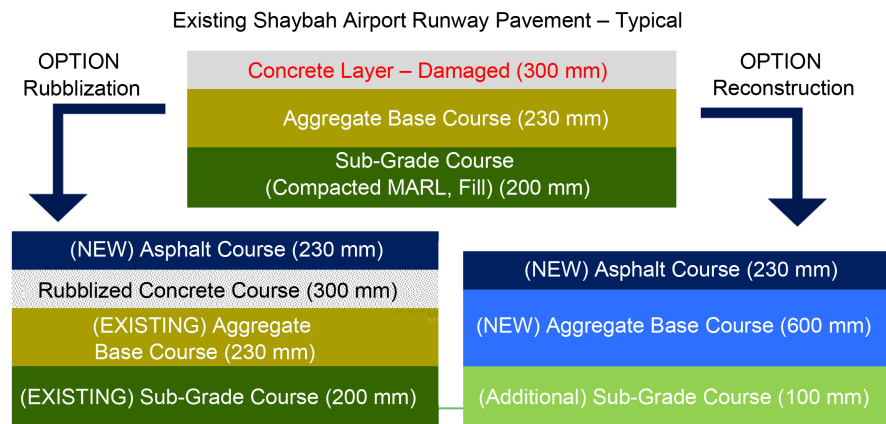 Existing Shaybah Airport Runway Pavement – Typical
OPTION
Rubblization
Concrete Layer – Damaged (300 mm)
OPTION
Reconstruction
Aggregate Base Course (230 mm)
Sub-Grade Course
(Compacted MARL, Fill) (200 mm)
(NEW) Asphalt Course (230 mm)
Rubblized Concrete Course (300 mm)
(EXISTING) Aggregate
Base Course (230 mm)
(EXISTING) Sub-Grade Course (200 mm)
(NEW) Asphalt Course (230 mm)
(NEW) Aggregate Base Course (600 mm)
(Additional) Sub-Grade Course (100 mm)